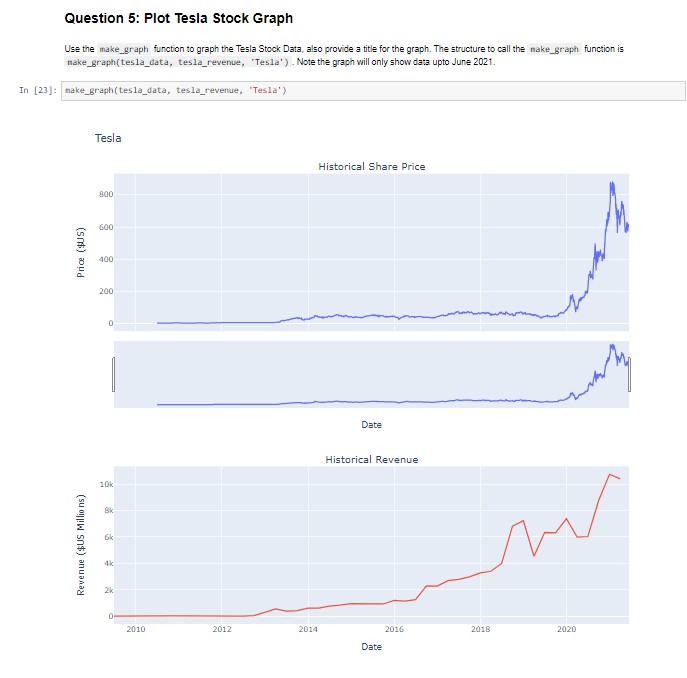 Question 5: Plot Tesla Stock Graph
Use the make_graph function to graph the Tesla Stock Data, also provide a title for the graph. The structure to call the make_graph function is
make_graph(tesla_data, tesla_revenue, 'Tesla') . Note the graph will only show data upto June 2021.
In [23]: make_graph(tesla_data, tesla_revenue, 'Tesla')
Tesla
Historical Share Price
800
600
400
200
0
Price ($US)
Date
Historical Revenue
10k
8k
6k
4k
2k
0
Revenue ($US Millions)
2010 2012 2014 2016 2018 2020
Date